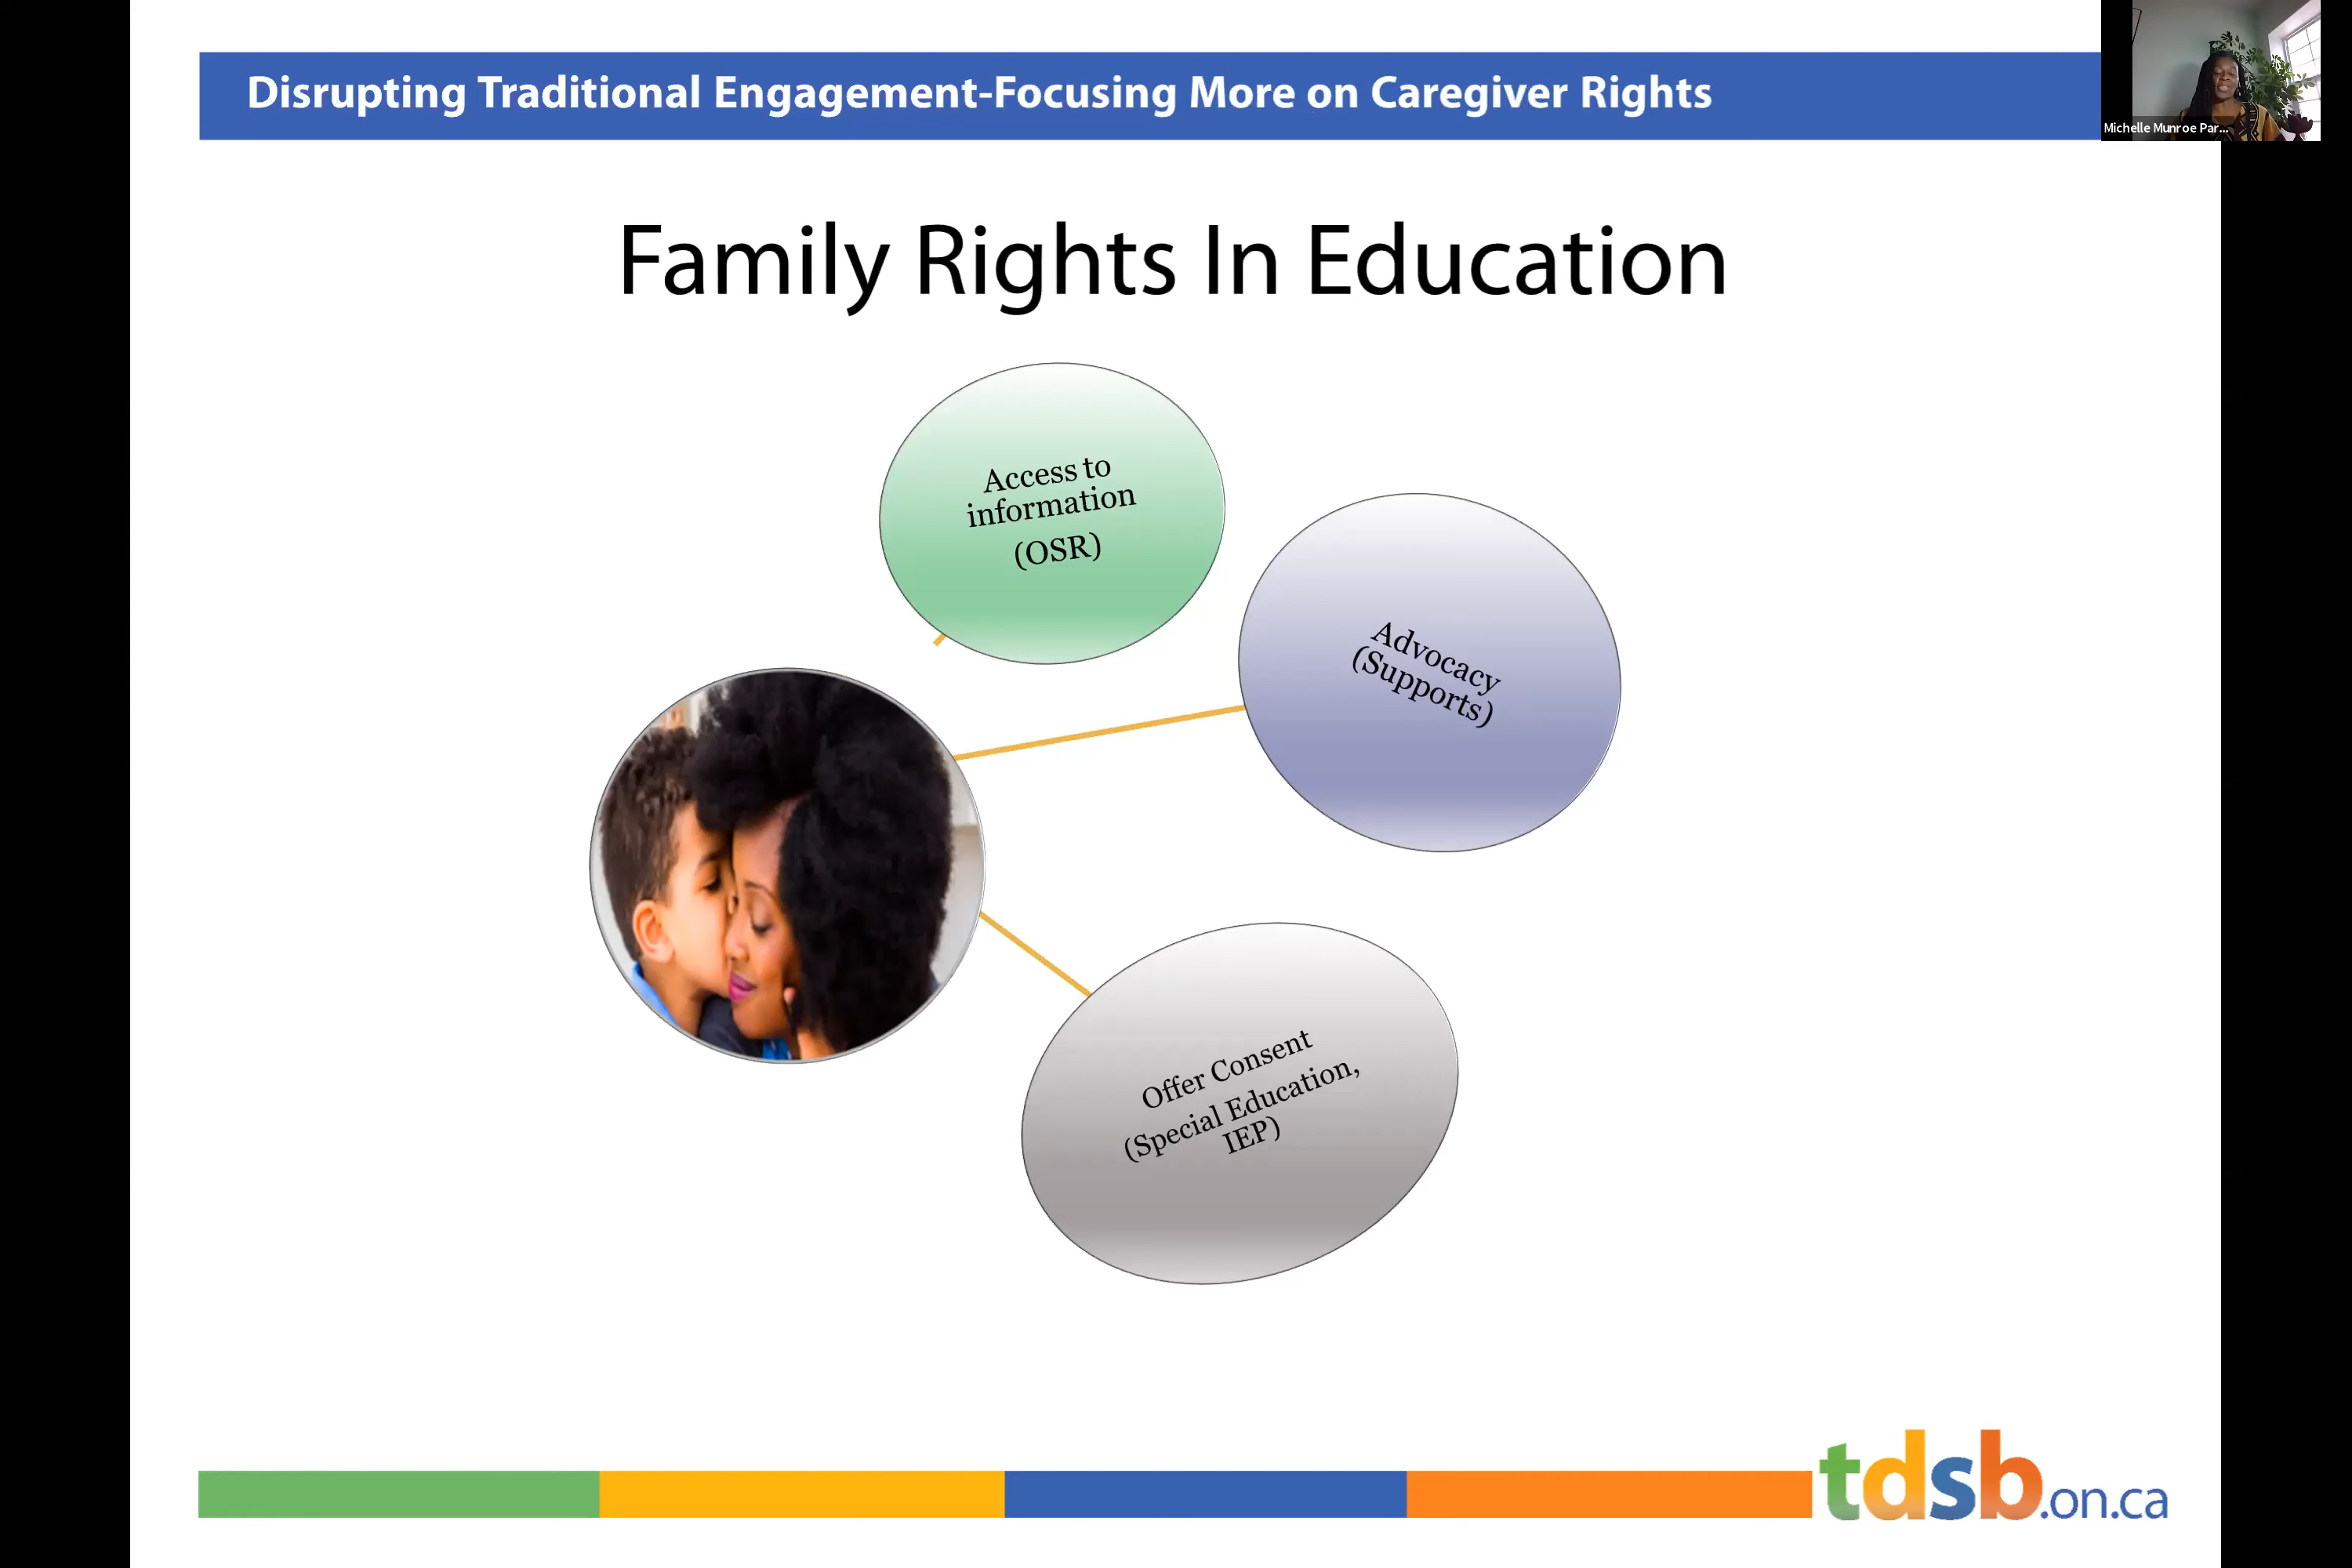 Disrupting Traditional Engagement-Focusing More on Caregiver Rights
Michelle Munroe Par...
Family Rights In Education
Access to
information
(OSR)
Advocacy
(Supports)
Offer Consent
(Special Education,
IEP)
tdsb.on.ca